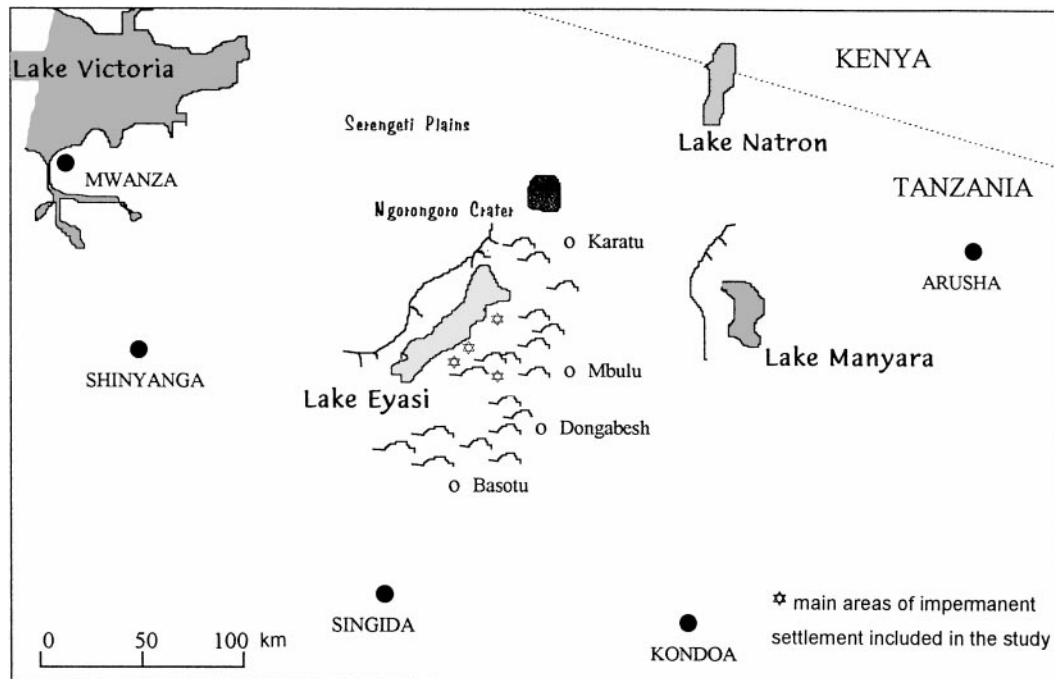 KENYA
Lake Victoria
Serengeti Plains
Lake Natron
MWANZA
TANZANIA
Ngorongoro Crater
Karatu
ARUSHA
Lake Manyara
SHINYANGA
Mbulu
Lake Eyasi
Dongabesh
Basotu
✡ main areas of impermanent
settlement included in the study
SINGIDA
0 50 100 km
KONDOA